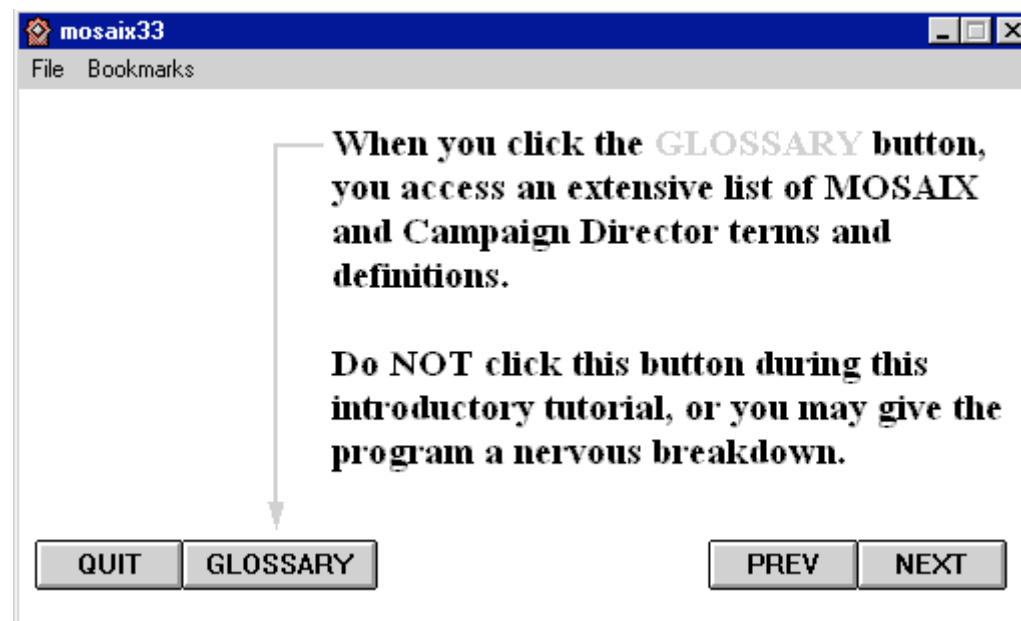 mosaix33
File Bookmarks
When you click the GLOSSARY button,
you access an extensive list of MOSAIX
and Campaign Director terms and
definitions.
Do NOT click this button during this
introductory tutorial, or you may give the
program a nervous breakdown.
QUIT GLOSSARY PREV NEXT